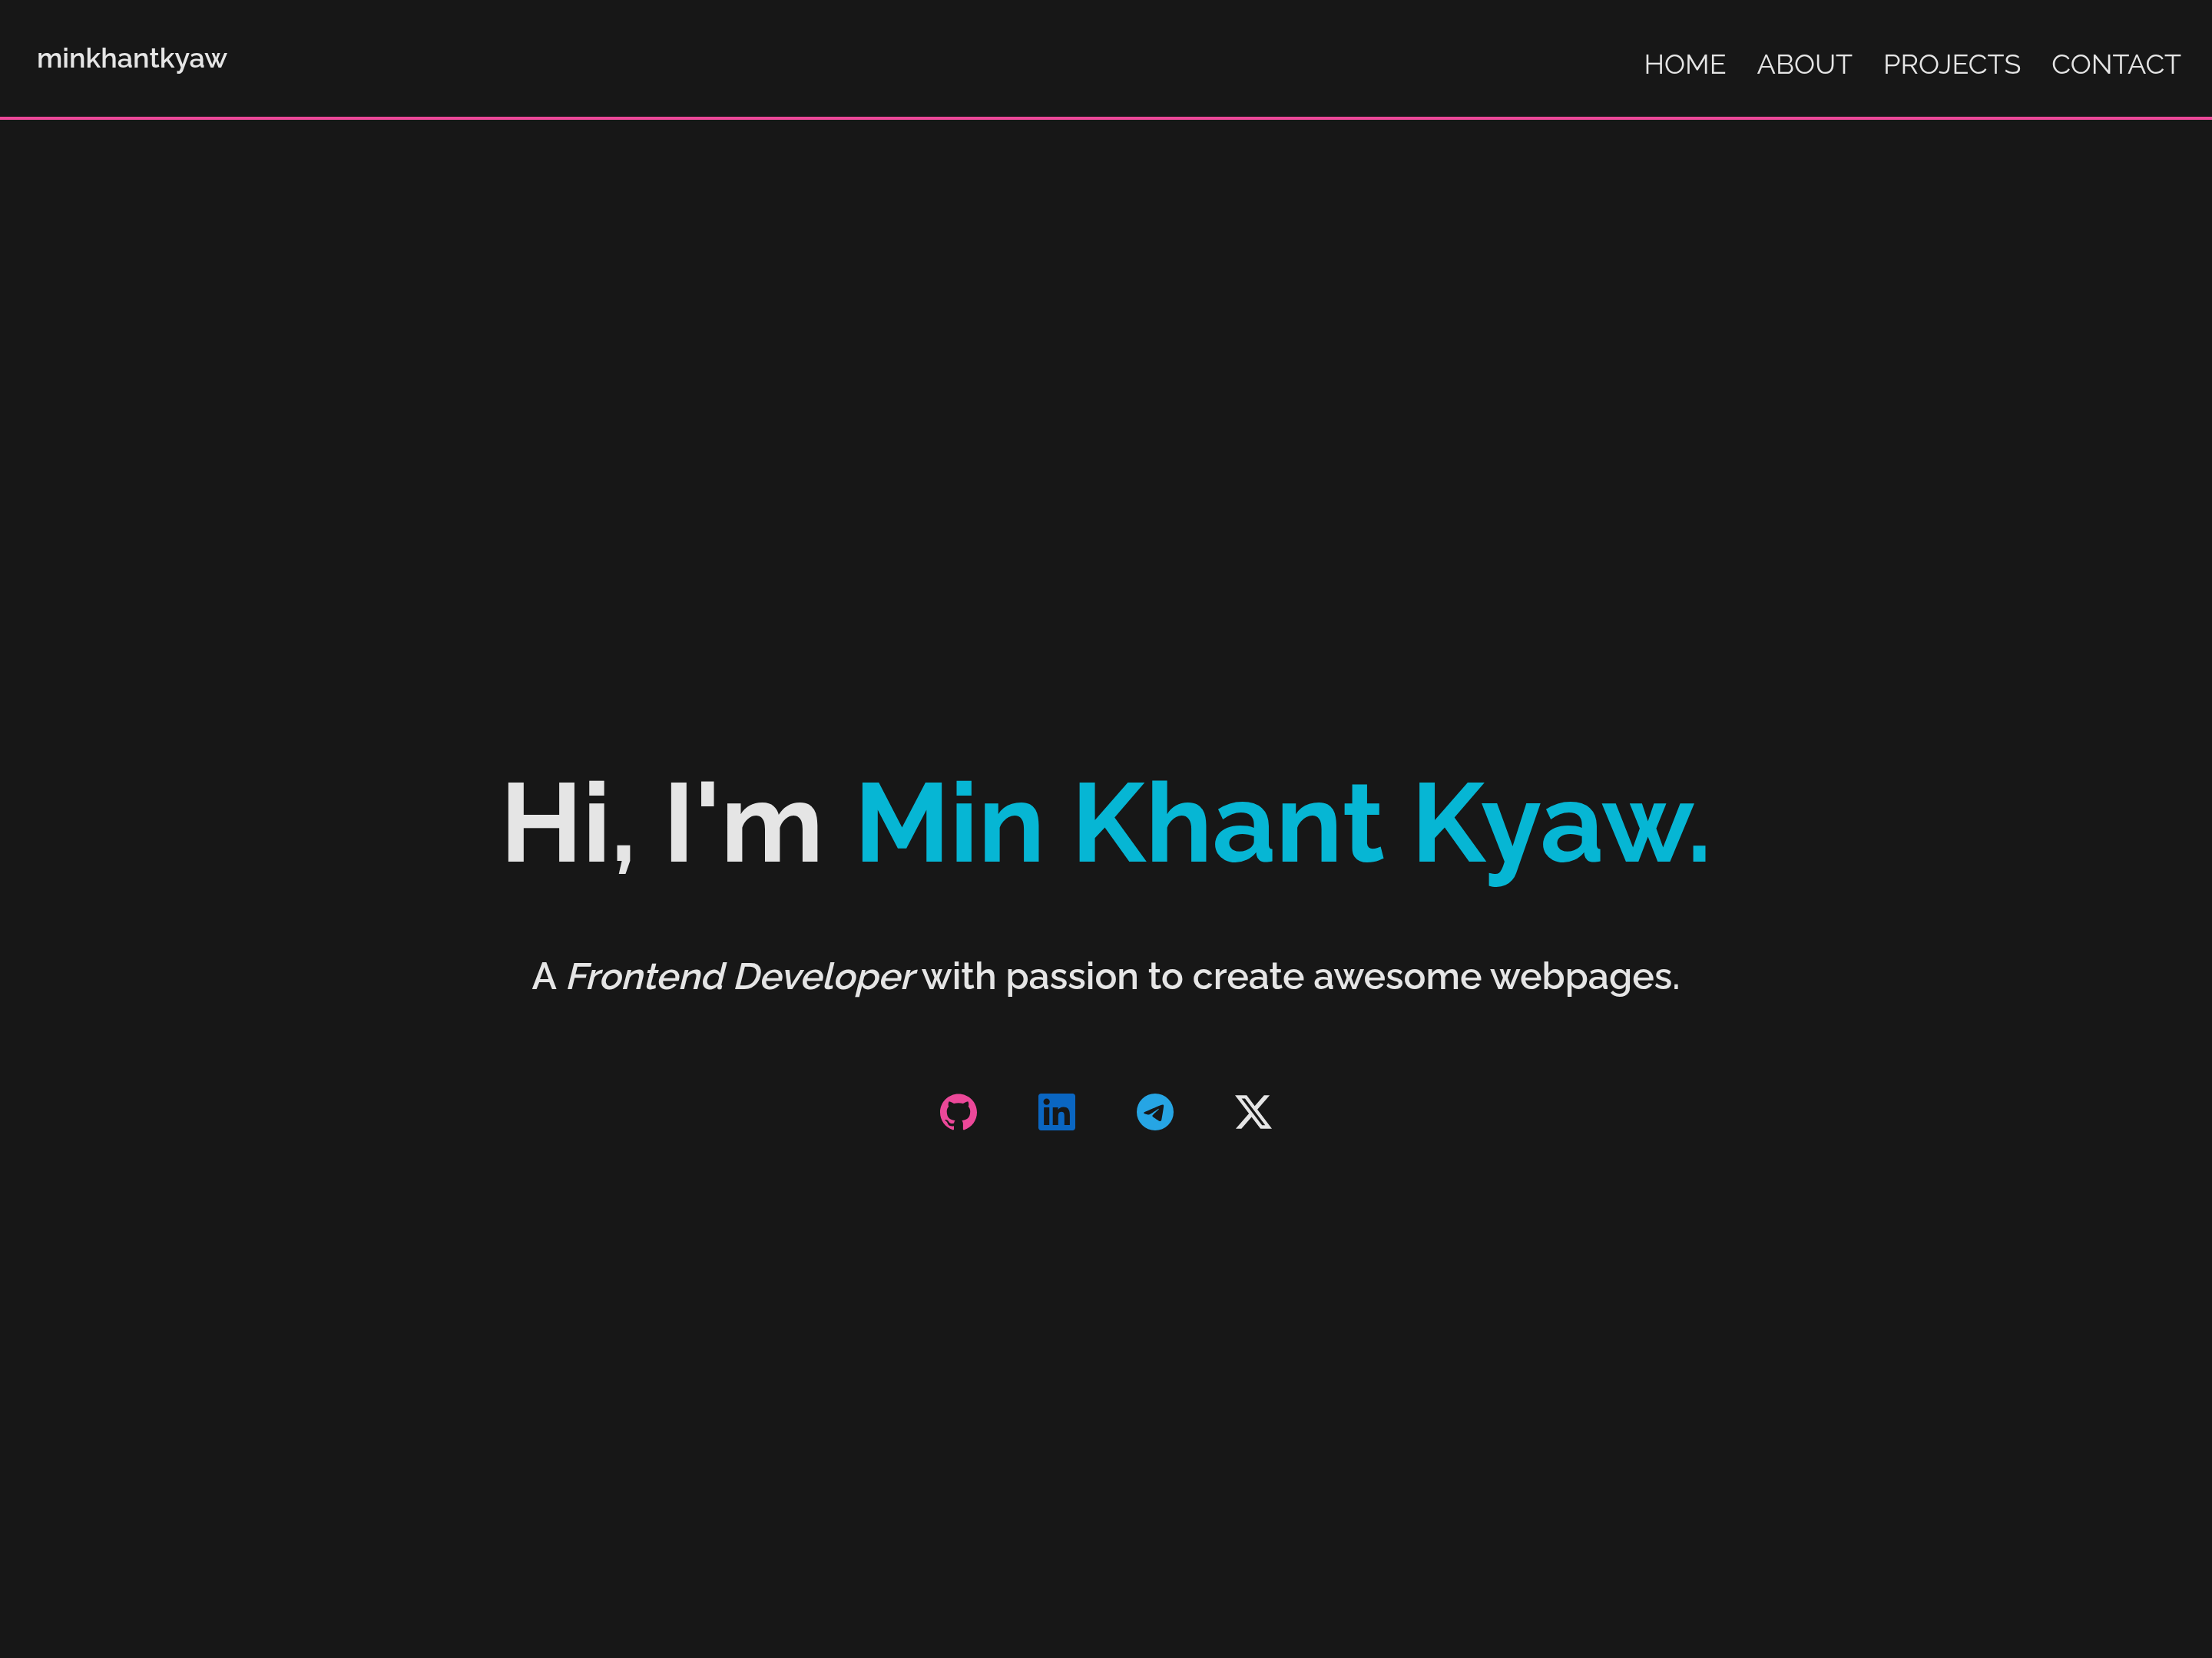 minkhantkyaw
HOME ABOUT PROJECTS CONTACT
Hi, I'm Min Khant Kyaw.
A Frontend Developer with passion to create awesome webpages.
in